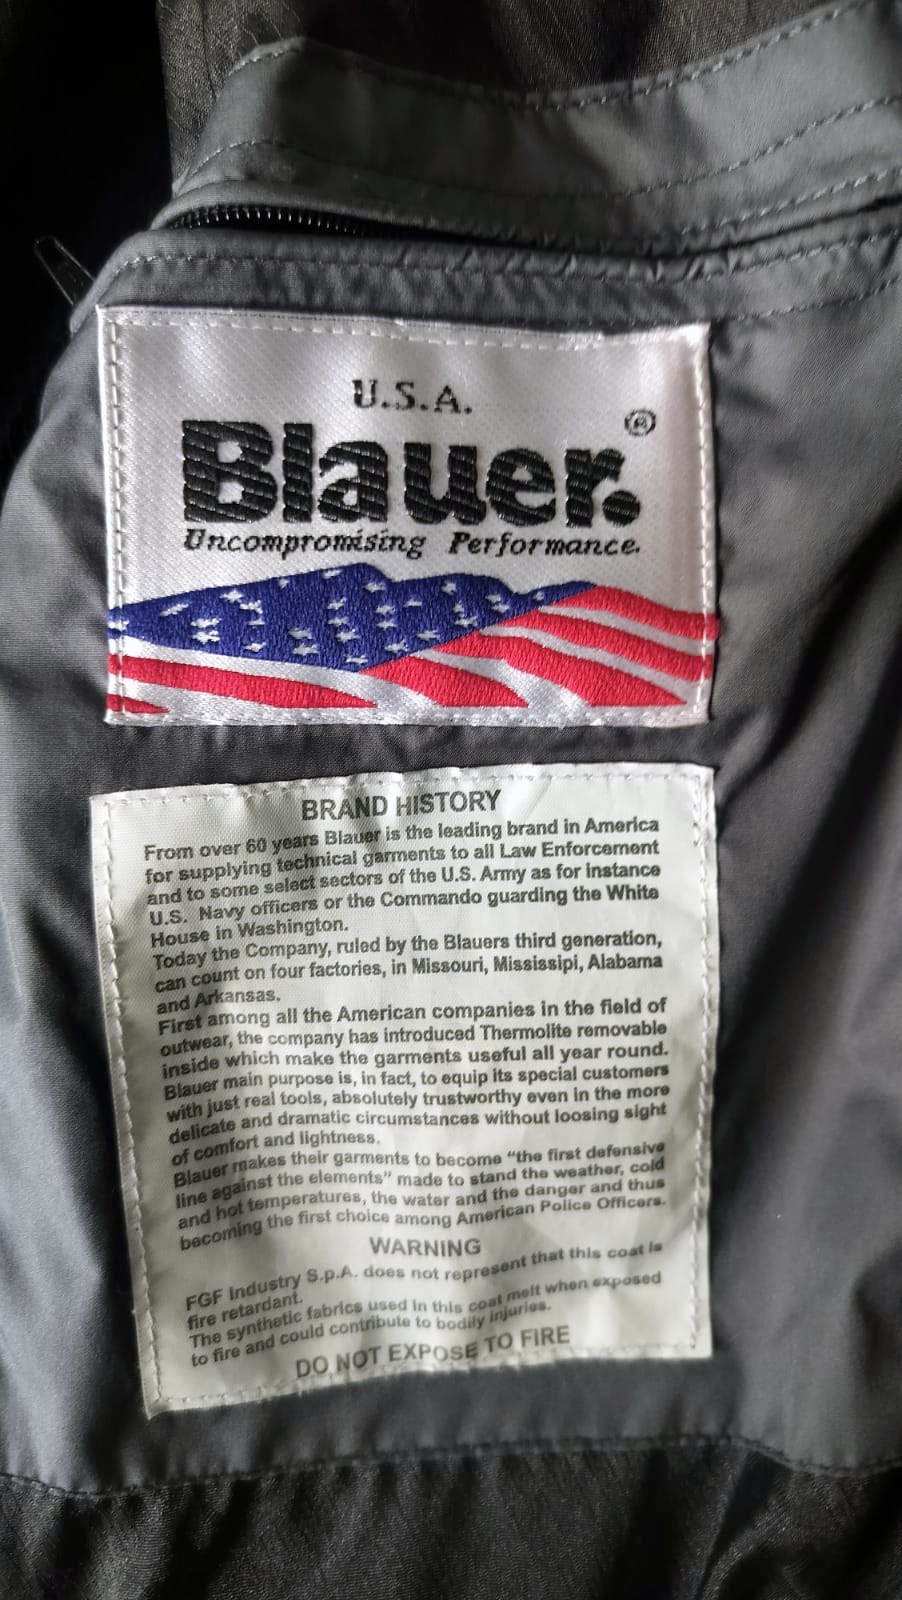 U.S.A.
Blauer.®
Uncompromising Performance.
BRAND HISTORY
From over 60 years Blauer is the leading brand in America
for supplying technical garments to all Law Enforcement
and to some select sectors of the U.S. Army as for instance
U.S. Navy officers or the Commando guarding the White
House in Washington.
Today the Company, ruled by the Blauers third generation,
can count on four factories, in Missouri, Mississipi, Alabama
and Arkansas.
First among all the American companies in the field of
outwear, the company has introduced Thermolite removable
inside which make the garments useful all year round.
Blauer main purpose is, in fact, to equip its special customers
with just real tools, absolutely trustworthy even in the more
delicate and dramatic circumstances without loosing sight
of comfort and lightness.
Blauer makes their garments to become “the first defensive
line against the elements” made to stand the weather, cold
and hot temperatures, the water and the danger and thus
becoming the first choice among American Police Officers.
WARNING
FGF Industry S.p.A. does not represent that this coat is
fire retardant.
The synthetic fabrics used in this coat melt when exposed
to fire and could contribute to bodily injuries.
DO NOT EXPOSE TO FIRE